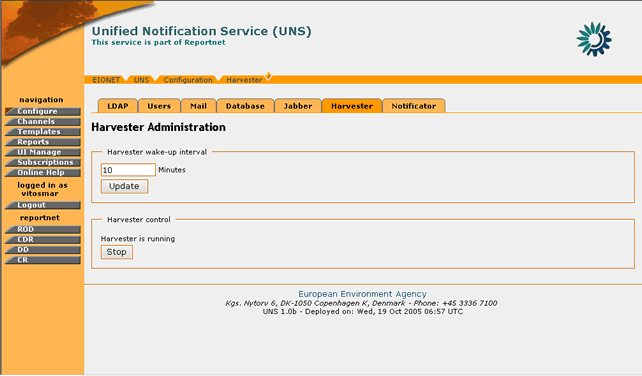 Unified Notification Service (UNS)
This service is part of Reportnet
EIONET UNS Configuration Harvester
navigation
Configure
Channels
Templates
Reports
UI Manage
Subscriptions
Online Help
logged in as
vitosmar
Logout
reportnet
ROD
CDR
DD
CR
LDAP Users Mail Database Jabber Harvester Notificator
Harvester Administration
Harvester wake-up interval
10 Minutes
Update
Harvester control
Harvester is running
Stop
European Environment Agency
Kgs. Nytorv 6, DK-1050 Copenhagen K, Denmark - Phone: +45 3336 7100
UNS 1.0b - Deployed on: Wed, 19 Oct 2005 06:57 UTC